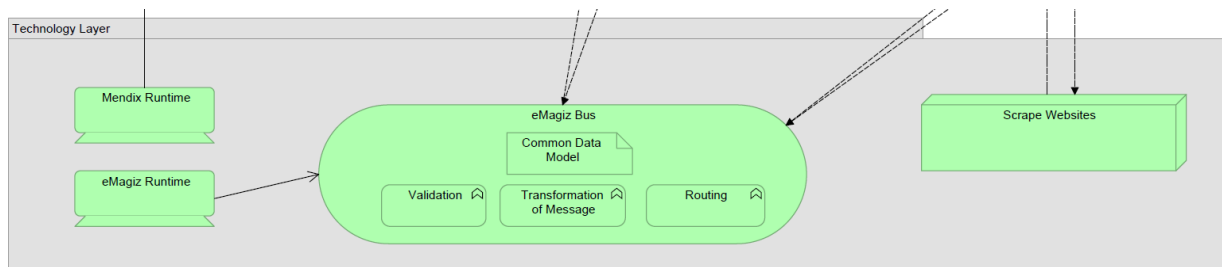 Technology Layer
Mendix Runtime
eMagiz Bus
Scrape Websites
Common Data
Model
eMagiz Runtime
Validation
Transformation
of Message
Routing